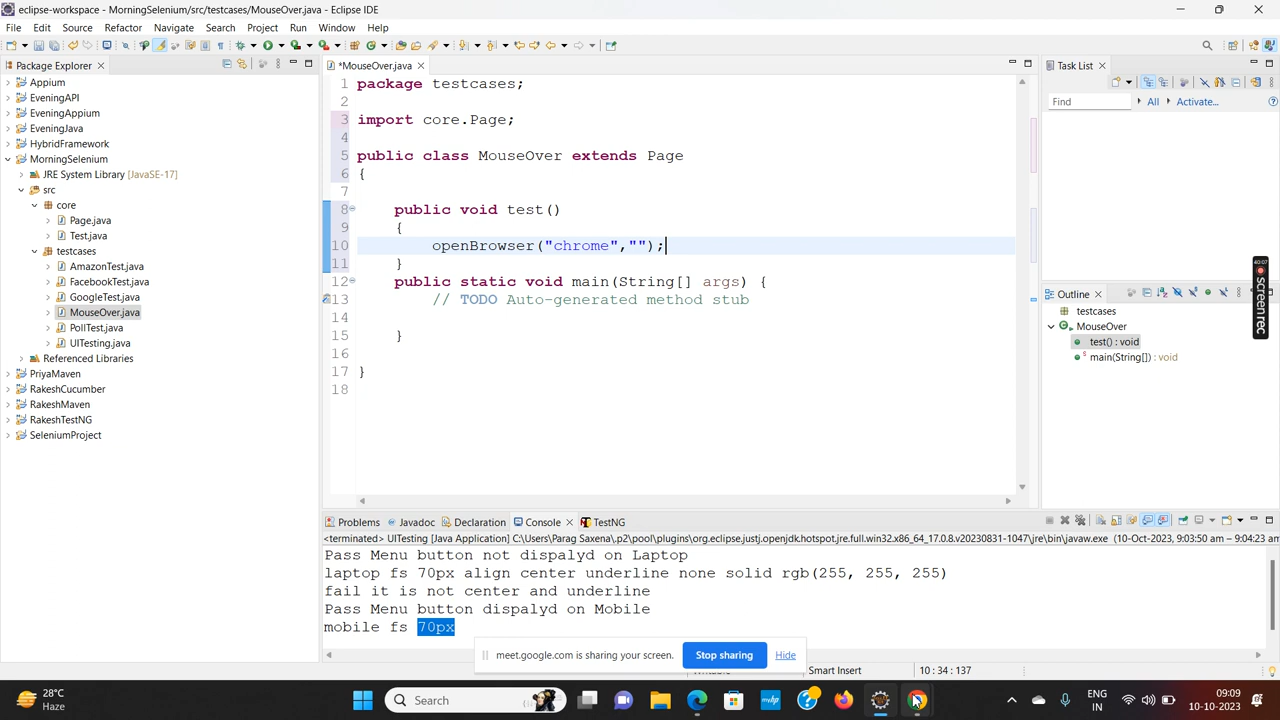 eclipse-workspace - MorningSelenium/src/testcases/MouseOver.java - Eclipse IDE
File Edit Source Refactor Navigate Search Project Run Window Help
Package Explorer
*MouseOver.java
Task List
Appium
EveningAPI
EveningAppium
EveningJava
HybridFramework
MorningSelenium
JRE System Library [JavaSE-17]
src
core
Page.java
Test.java
testcases
AmazonTest.java
FacebookTest.java
GoogleTest.java
MouseOver.java
PollTest.java
UITesting.java
Referenced Libraries
PriyaMaven
RakeshCucumber
RakeshMaven
RakeshTestNG
SeleniumProject
1 package testcases;
2
3 import core.Page;
4
5 public class MouseOver extends Page
6 {
7
8 public void test()
9 {
10 openBrowser("chrome","");
11 }
12 public static void main(String[] args) {
13 // TODO Auto-generated method stub
14
15 }
16
17 }
18
Find All Activate...
40:07
screenrec
Outline
testcases
MouseOver
test() : void
main(String[]) : void
Problems Javadoc Declaration Console TestNG
<terminated> UITesting [Java Application] C:\Users\Parag Saxena\.p2\pool\plugins\org.eclipse.justj.openjdk.hotspot.jre.full.win32.x86_64_17.0.8.v20230831-1047\jre\bin\javaw.exe (10-Oct-2023, 9:03:50 am – 9:04:23 am)
Pass Menu button not dispalyd on Laptop
laptop fs 70px align center underline none solid rgb(255, 255, 255)
fail it is not center and underline
Pass Menu button dispalyd on Mobile
mobile fs 70px
meet.google.com is sharing your screen. Stop sharing Hide
Smart Insert 10 : 34 : 137
28°C
Haze
Search
ENG
IN
09:09
10-10-2023